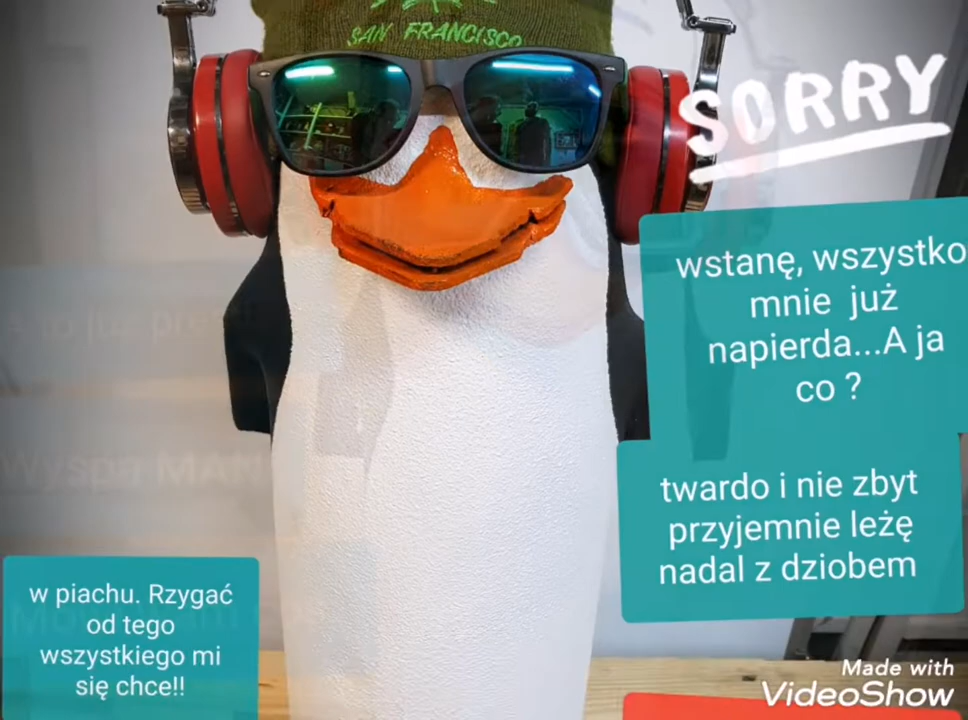 SAN FRANCISCO
SORRY
wstanę, wszystko
mnie już
napierda...A ja
co ?
twardo i nie zbyt
przyjemnie leżę
nadal z dziobem
w piachu. Rzygać
od tego
wszystkiego mi
się chce!!
Made with
VideoShow